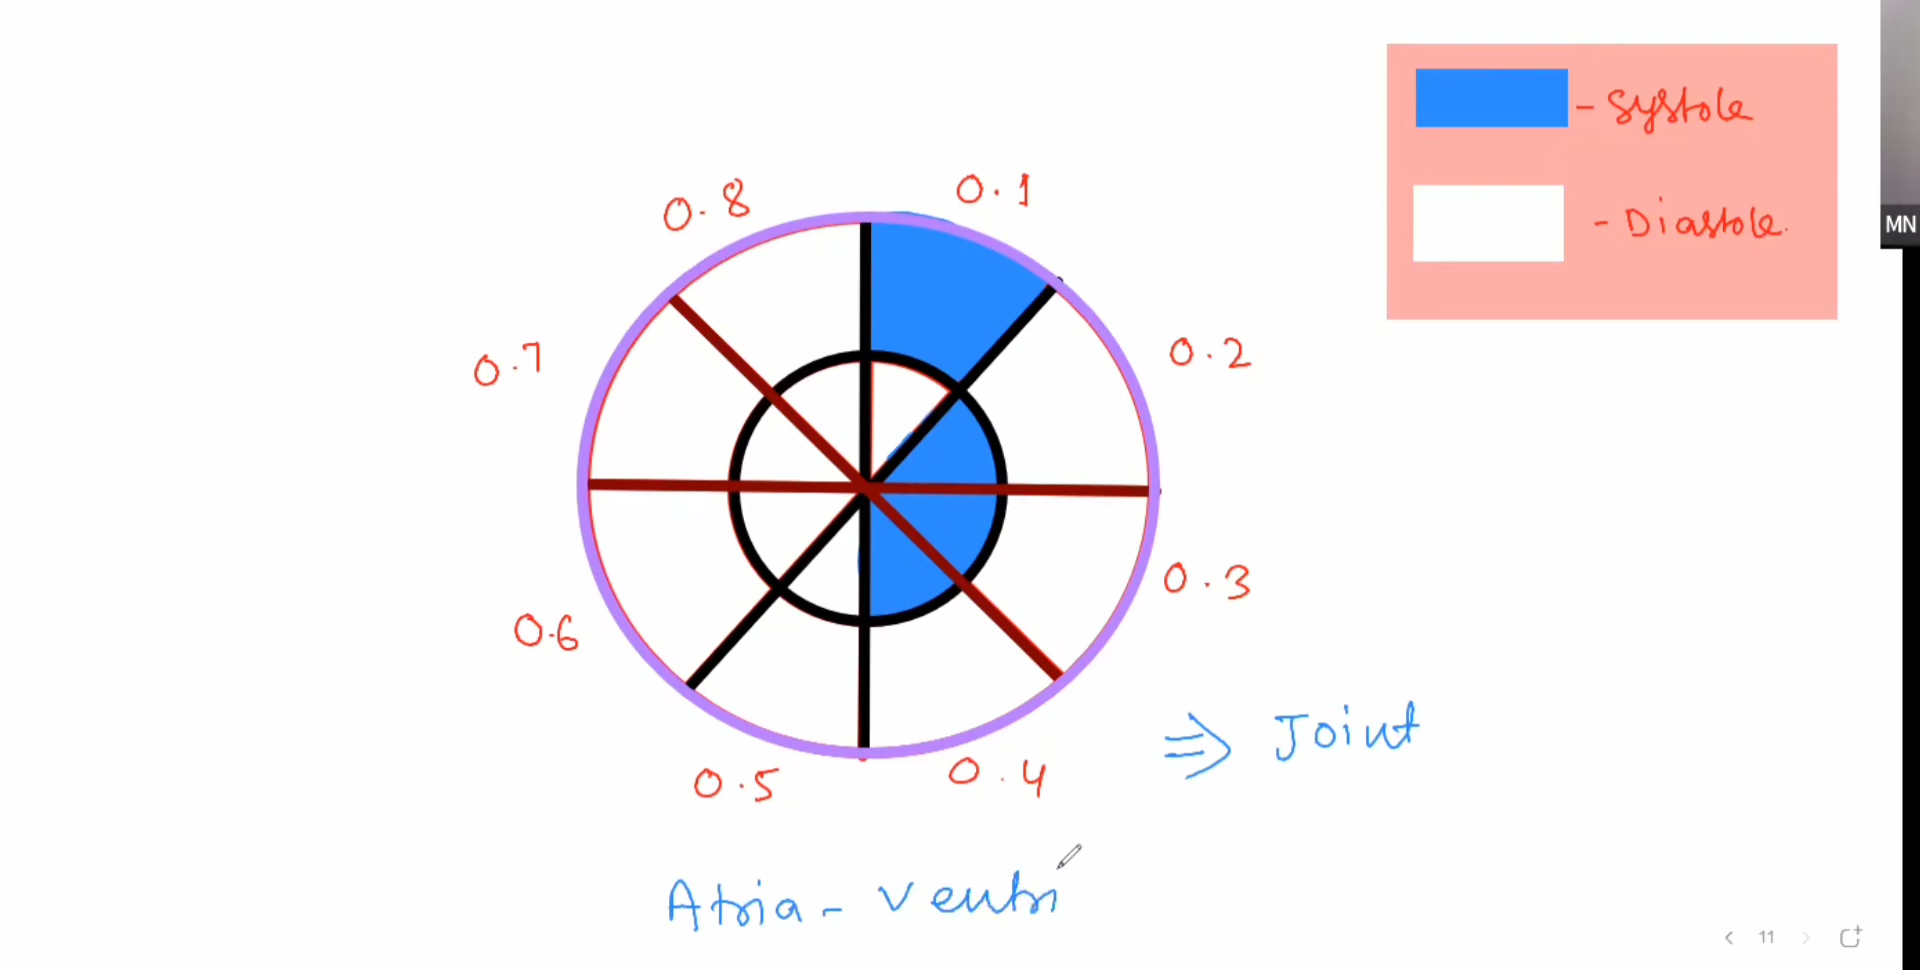 - Systole
- Diastole.
MN
0.8
0.1
0.7
0.2
0.6
0.3
0.5
0.4
⇒ Joint
Atria - Ventri
11